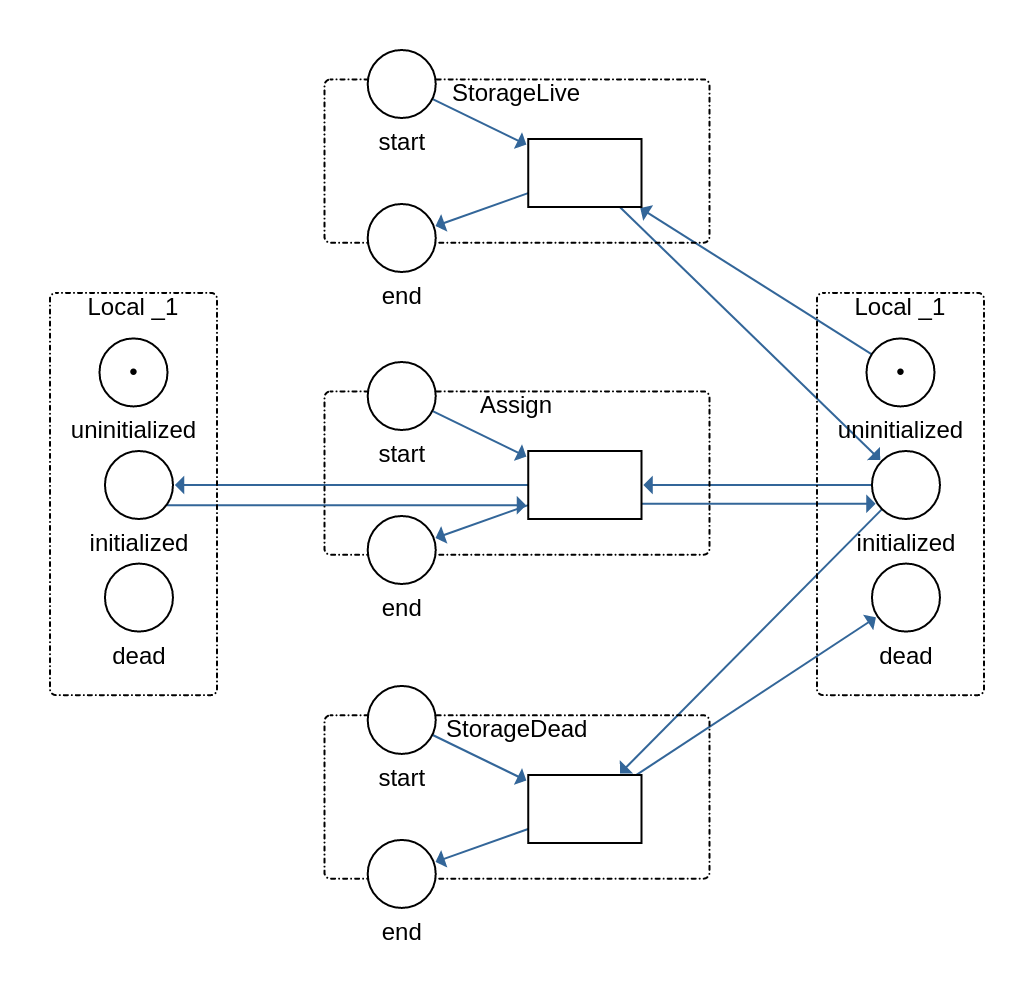 StorageLive
start
end
Local _1
uninitialized
initialized
dead
Assign
start
end
Local _1
uninitialized
initialized
dead
StorageDead
start
end